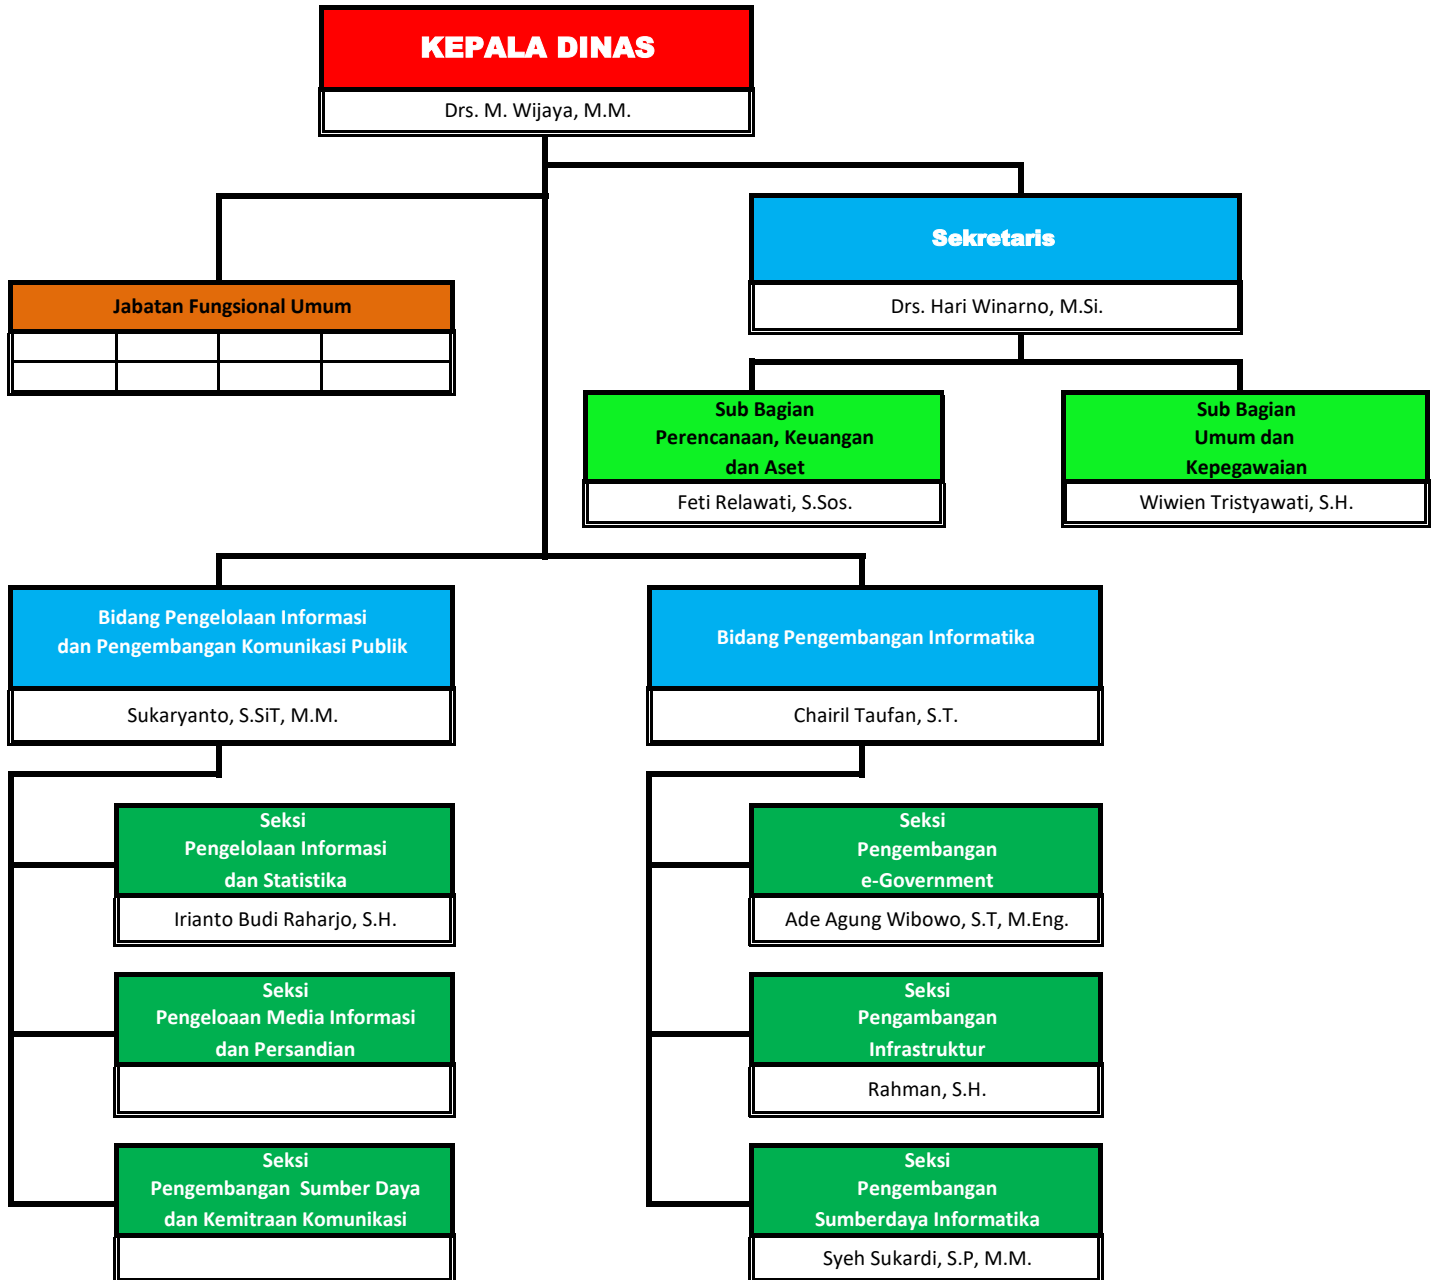 KEPALA DINAS
Drs. M. Wijaya, M.M.
Sekretaris
Drs. Hari Winarno, M.Si.
Jabatan Fungsional Umum
Sub Bagian
Perencanaan, Keuangan
dan Aset
Feti Relawati, S.Sos.
Sub Bagian
Umum dan
Kepegawaian
Wiwien Tristyawati, S.H.
Bidang Pengelolaan Informasi
dan Pengembangan Komunikasi Publik
Sukaryanto, S.SiT, M.M.
Bidang Pengembangan Informatika
Chairil Taufan, S.T.
Seksi
Pengelolaan Informasi
dan Statistika
Irianto Budi Raharjo, S.H.
Seksi
Pengeloaan Media Informasi
dan Persandian
Seksi
Pengembangan  Sumber Daya
dan Kemitraan Komunikasi
Seksi
Pengembangan
e-Government
Ade Agung Wibowo, S.T, M.Eng.
Seksi
Pengambangan
Infrastruktur
Rahman, S.H.
Seksi
Pengembangan
Sumberdaya Informatika
Syeh Sukardi, S.P, M.M.